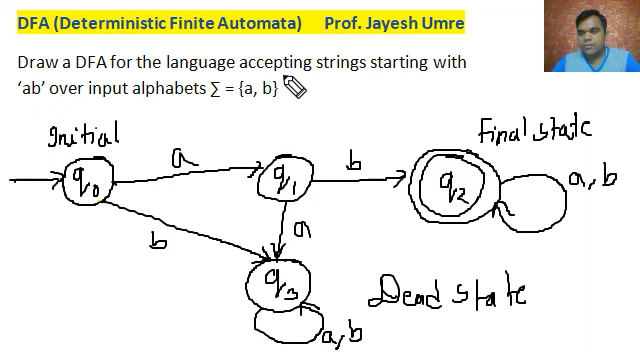 DFA (Deterministic Finite Automata) Prof. Jayesh Umre
Draw a DFA for the language accepting strings starting with
‘ab’ over input alphabets ∑ = {a, b}
Initial
Final state
a
b
a, b
q0
q1
q2
b
a
q3
Dead state
a, b